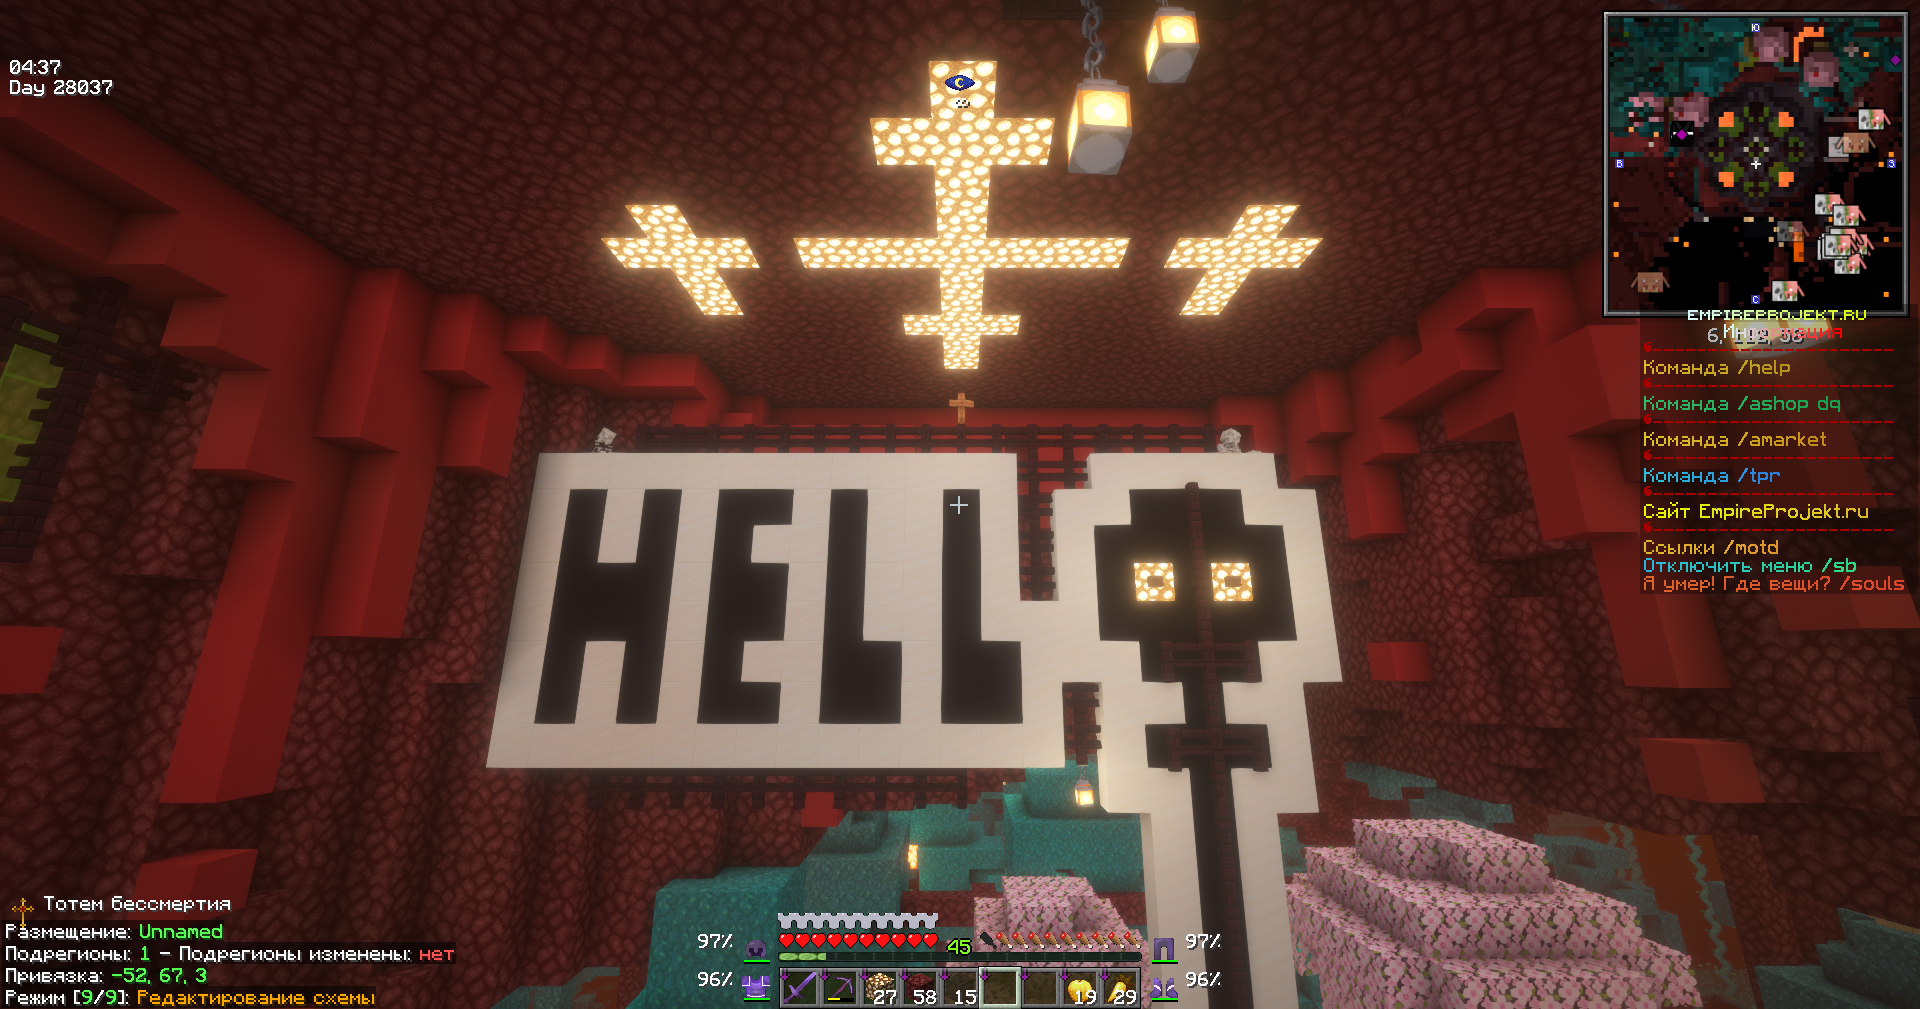 04:37
Day 28037
HELL
Ю
В
З
С
EMPIREPROJEKT.RU
Команда /help
Команда /ashop dq
Команда /amarket
Команда /tpr
Сайт EmpireProjekt.ru
Ссылки /motd
Отключить меню /sb
Я умер! Где вещи? /souls
Тотем бессмертия
Размещение: Unnamed
Подрегионы: 1 - Подрегионы изменены: нет
Привязка: -52, 67, 3
Режим [9/9]: Редактирование схемы
97%
96%
45
97%
96%
27
58
15
19
29